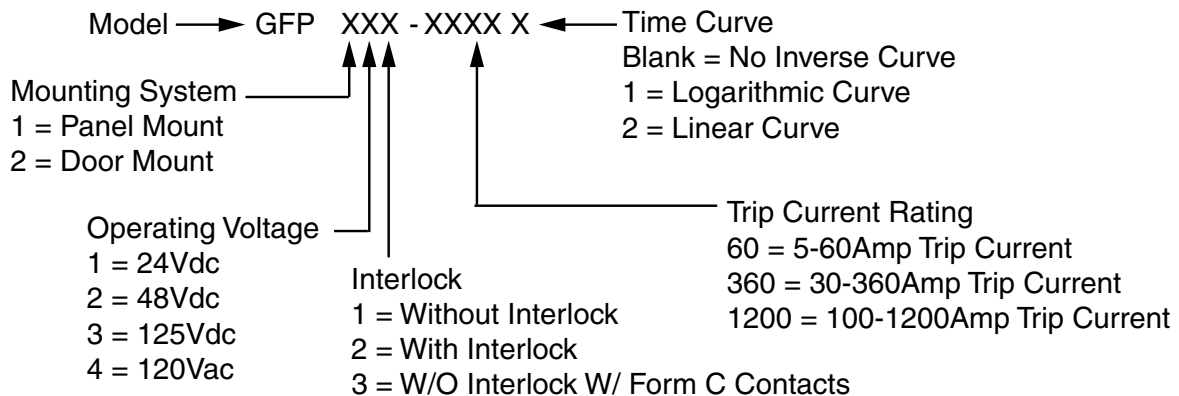 Model GFP XXX - XXXX X Time Curve
Blank = No Inverse Curve
1 = Logarithmic Curve
2 = Linear Curve
Mounting System
1 = Panel Mount
2 = Door Mount
Operating Voltage
1 = 24Vdc
2 = 48Vdc
3 = 125Vdc
4 = 120Vac
Interlock
1 = Without Interlock
2 = With Interlock
3 = W/O Interlock W/ Form C Contacts
Trip Current Rating
60 = 5-60Amp Trip Current
360 = 30-360Amp Trip Current
1200 = 100-1200Amp Trip Current